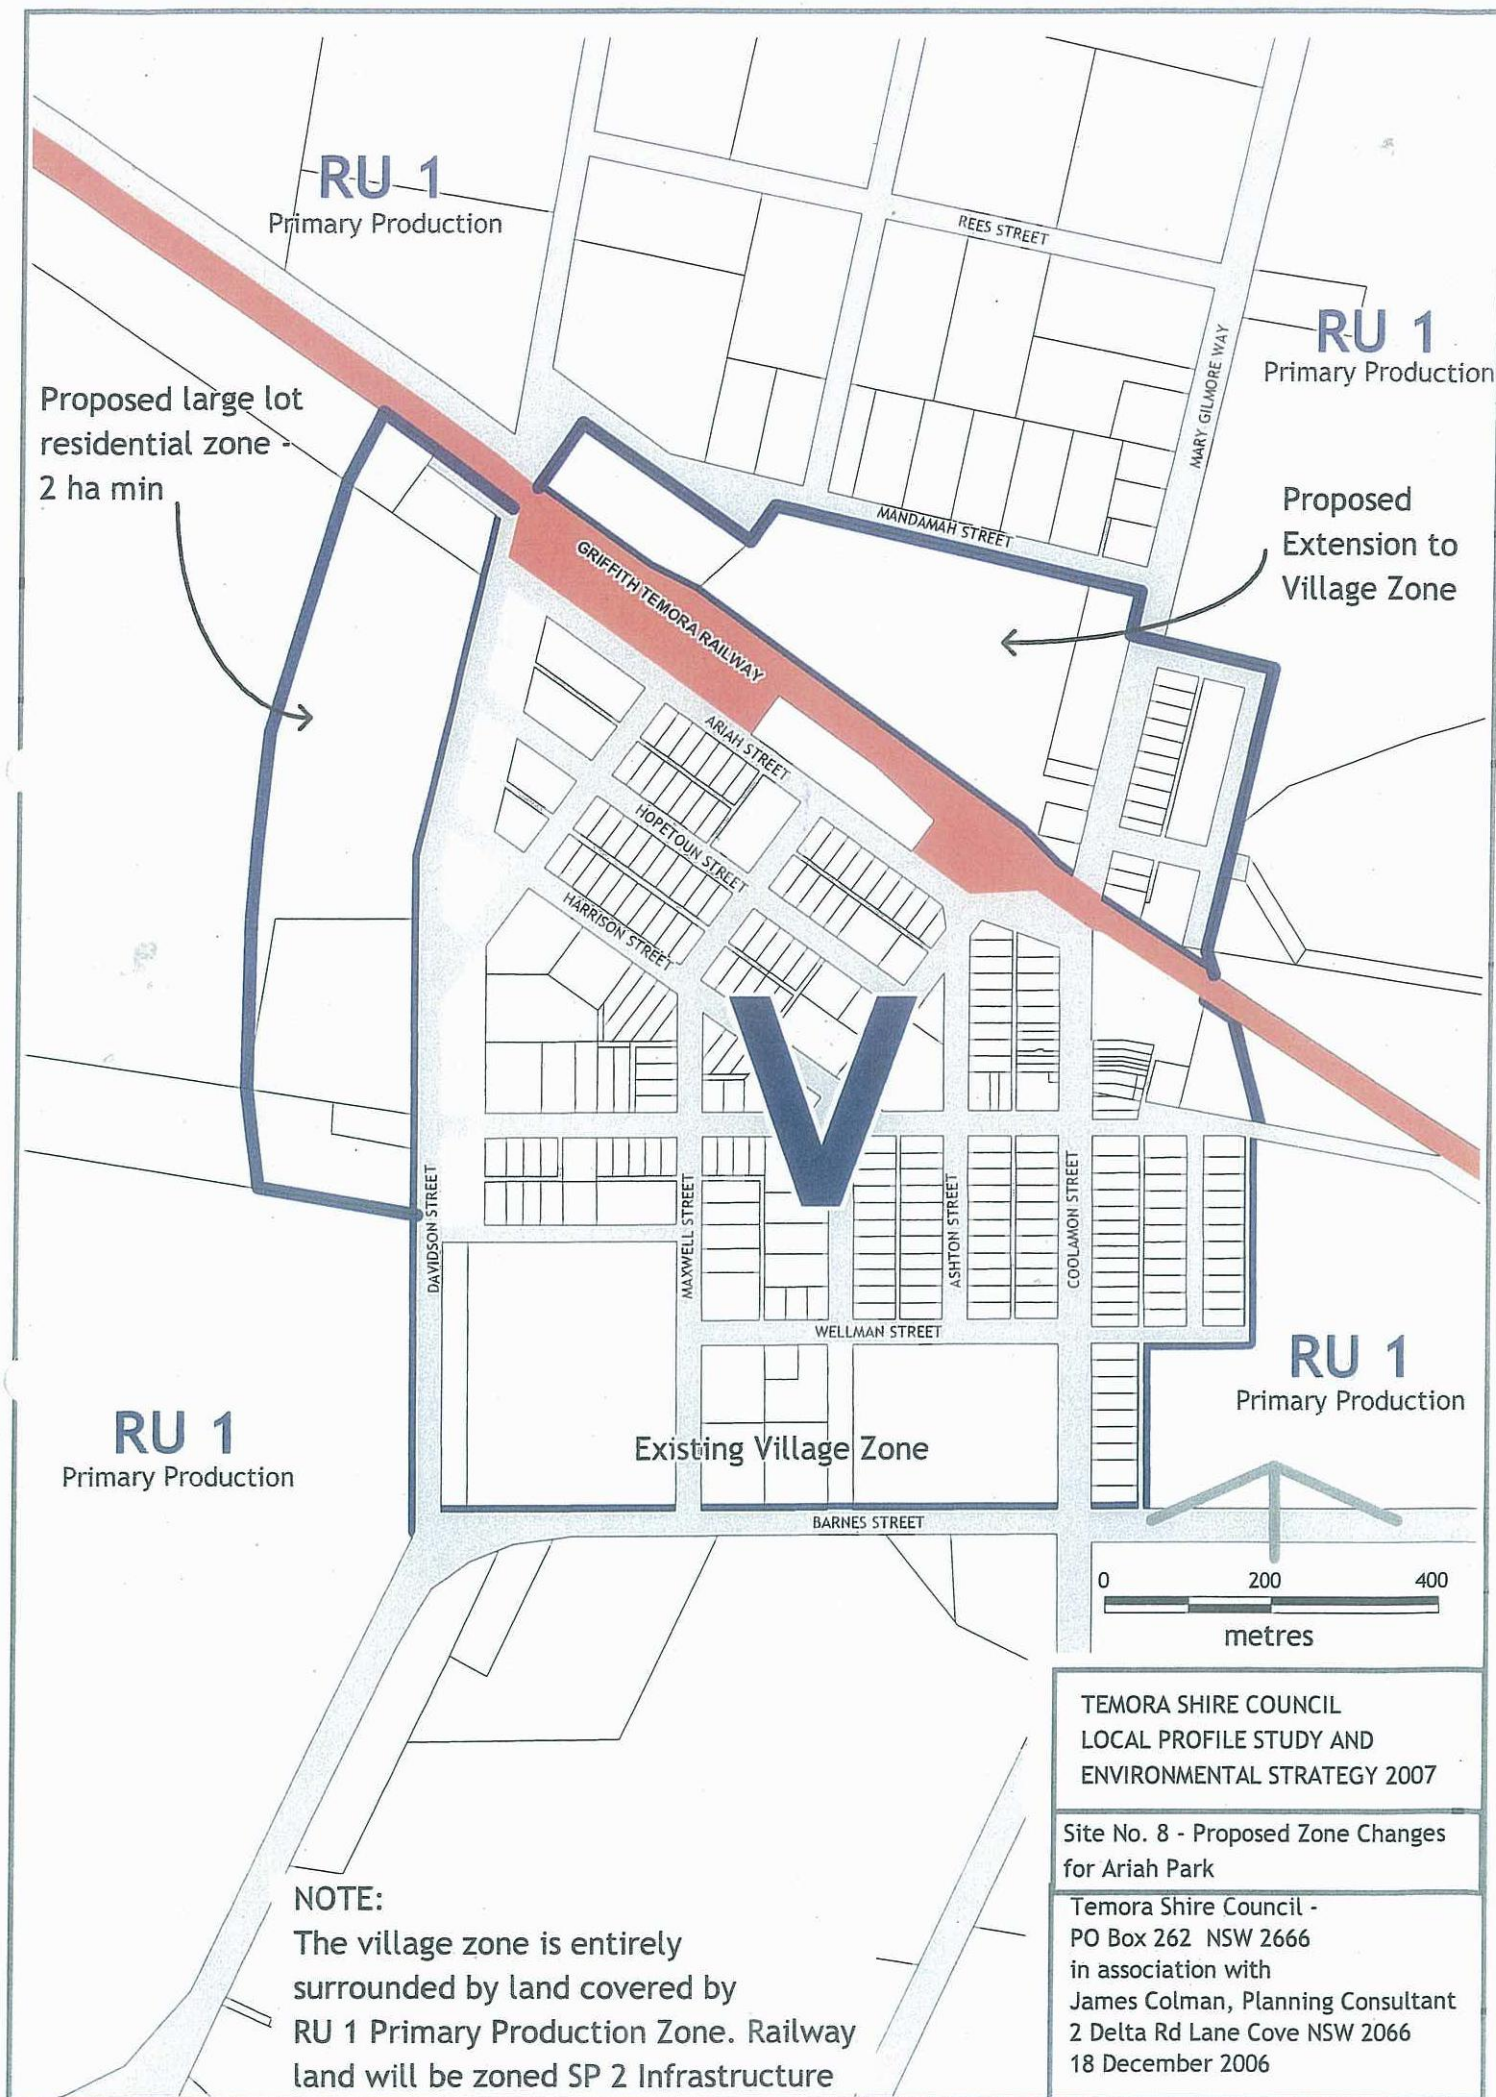 RU 1
Primary Production
REES STREET
RU 1
Primary Production
MARY GILMORE WAY
Proposed large lot
residential zone -
2 ha min
Proposed
Extension to
Village Zone
MANDAMAH STREET
GRIFFITH TEMORA RAILWAY
ARIAH STREET
HOPETOUN STREET
HARRISON STREET
V
DAVIDSON STREET
MAXWELL STREET
ASHTON STREET
COOLAMON STREET
WELLMAN STREET
RU 1
Primary Production
RU 1
Primary Production
Existing Village Zone
BARNES STREET
0 200 400
metres
TEMORA SHIRE COUNCIL
LOCAL PROFILE STUDY AND
ENVIRONMENTAL STRATEGY 2007
Site No. 8 - Proposed Zone Changes
for Ariah Park
Temora Shire Council -
PO Box 262 NSW 2666
in association with
James Colman, Planning Consultant
2 Delta Rd Lane Cove NSW 2066
18 December 2006
NOTE:
The village zone is entirely
surrounded by land covered by
RU 1 Primary Production Zone. Railway
land will be zoned SP 2 Infrastructure